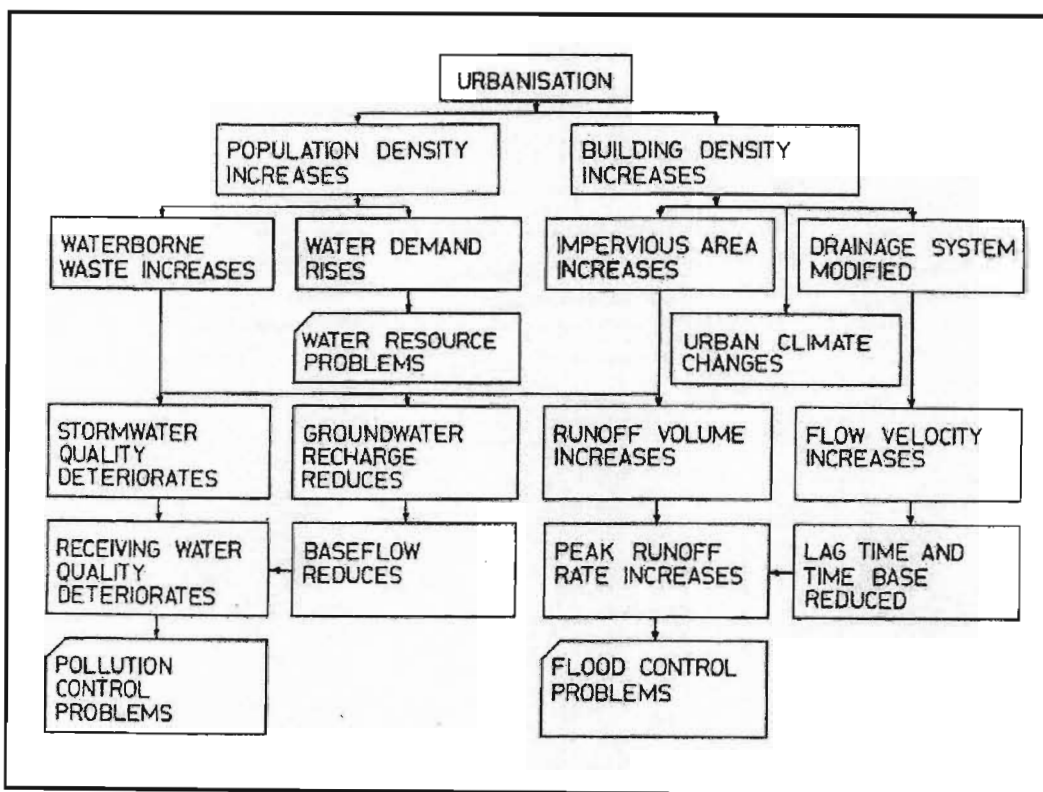 URBANISATION
POPULATION DENSITY
INCREASES
BUILDING DENSITY
INCREASES
WATERBORNE
WASTE INCREASES
WATER DEMAND
RISES
IMPERVIOUS AREA
INCREASES
DRAINAGE SYSTEM
MODIFIED
WATER RESOURCE
PROBLEMS
URBAN CLIMATE
CHANGES
STORMWATER
QUALITY
DETERIORATES
GROUNDWATER
RECHARGE
REDUCES
RUNOFF VOLUME
INCREASES
FLOW VELOCITY
INCREASES
RECEIVING WATER
QUALITY
DETERIORATES
BASEFLOW
REDUCES
PEAK RUNOFF
RATE INCREASES
LAG TIME AND
TIME BASE
REDUCED
POLLUTION
CONTROL
PROBLEMS
FLOOD CONTROL
PROBLEMS